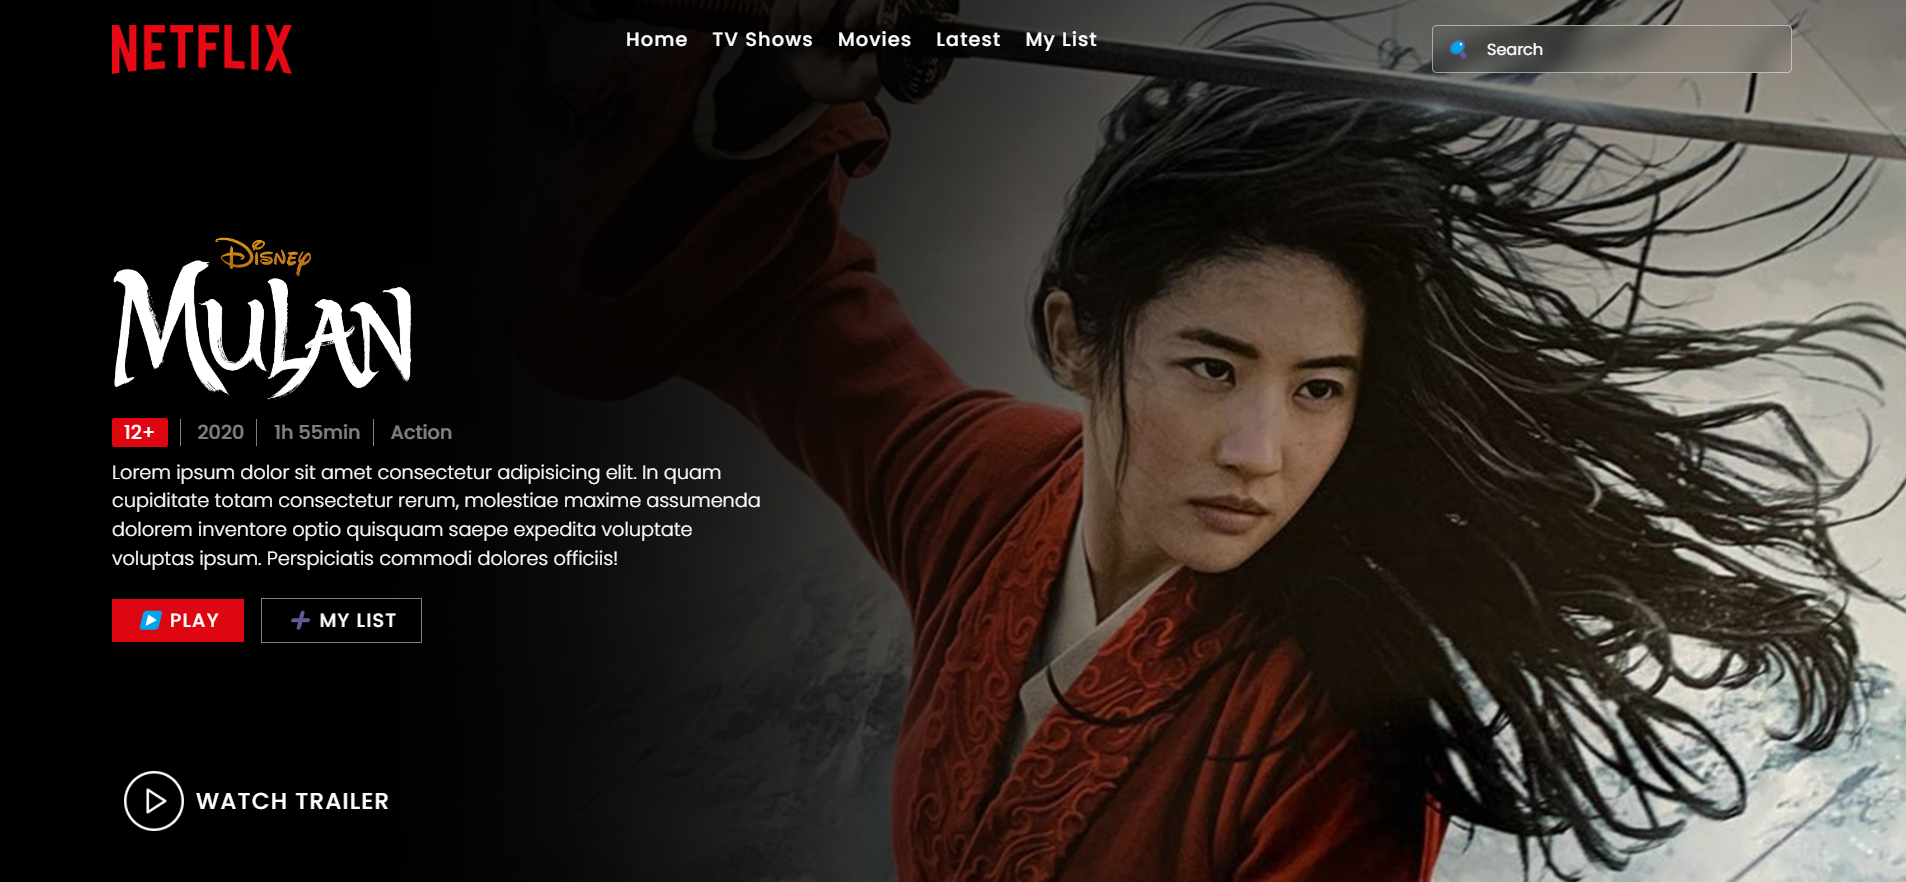 NETFLIX
Home TV Shows Movies Latest My List
Search
Disney
MULAN
12+ 2020 1h 55min Action
Lorem ipsum dolor sit amet consectetur adipisicing elit. In quam
cupiditate totam consectetur rerum, molestiae maxime assumenda
dolorem inventore optio quisquam saepe expedita voluptate
voluptas ipsum. Perspiciatis commodi dolores officiis!
PLAY MY LIST
WATCH TRAILER